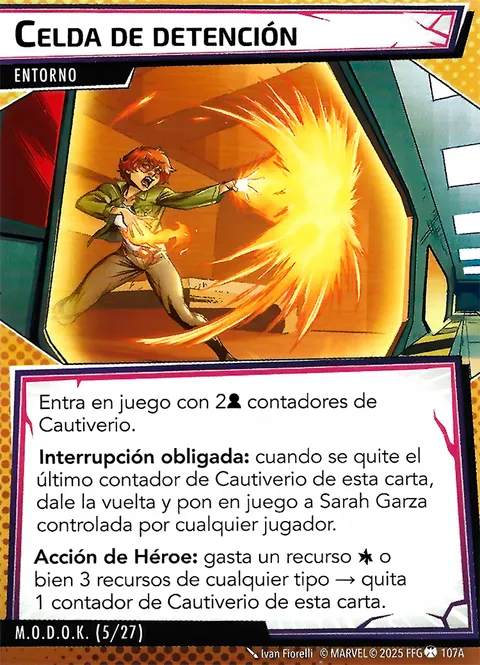 CELDA DE DETENCIÓN
ENTORNO
Entra en juego con 2 contadores de
Cautiverio.
Interrupción obligada: cuando se quite el
último contador de Cautiverio de esta carta,
dale la vuelta y pon en juego a Sarah Garza
controlada por cualquier jugador.
Acción de Héroe: gasta un recurso o
bien 3 recursos de cualquier tipo → quita
1 contador de Cautiverio de esta carta.
M.O.D.O.K. (5/27)
Ivan Fiorelli © MARVEL © 2025 FFG 107A